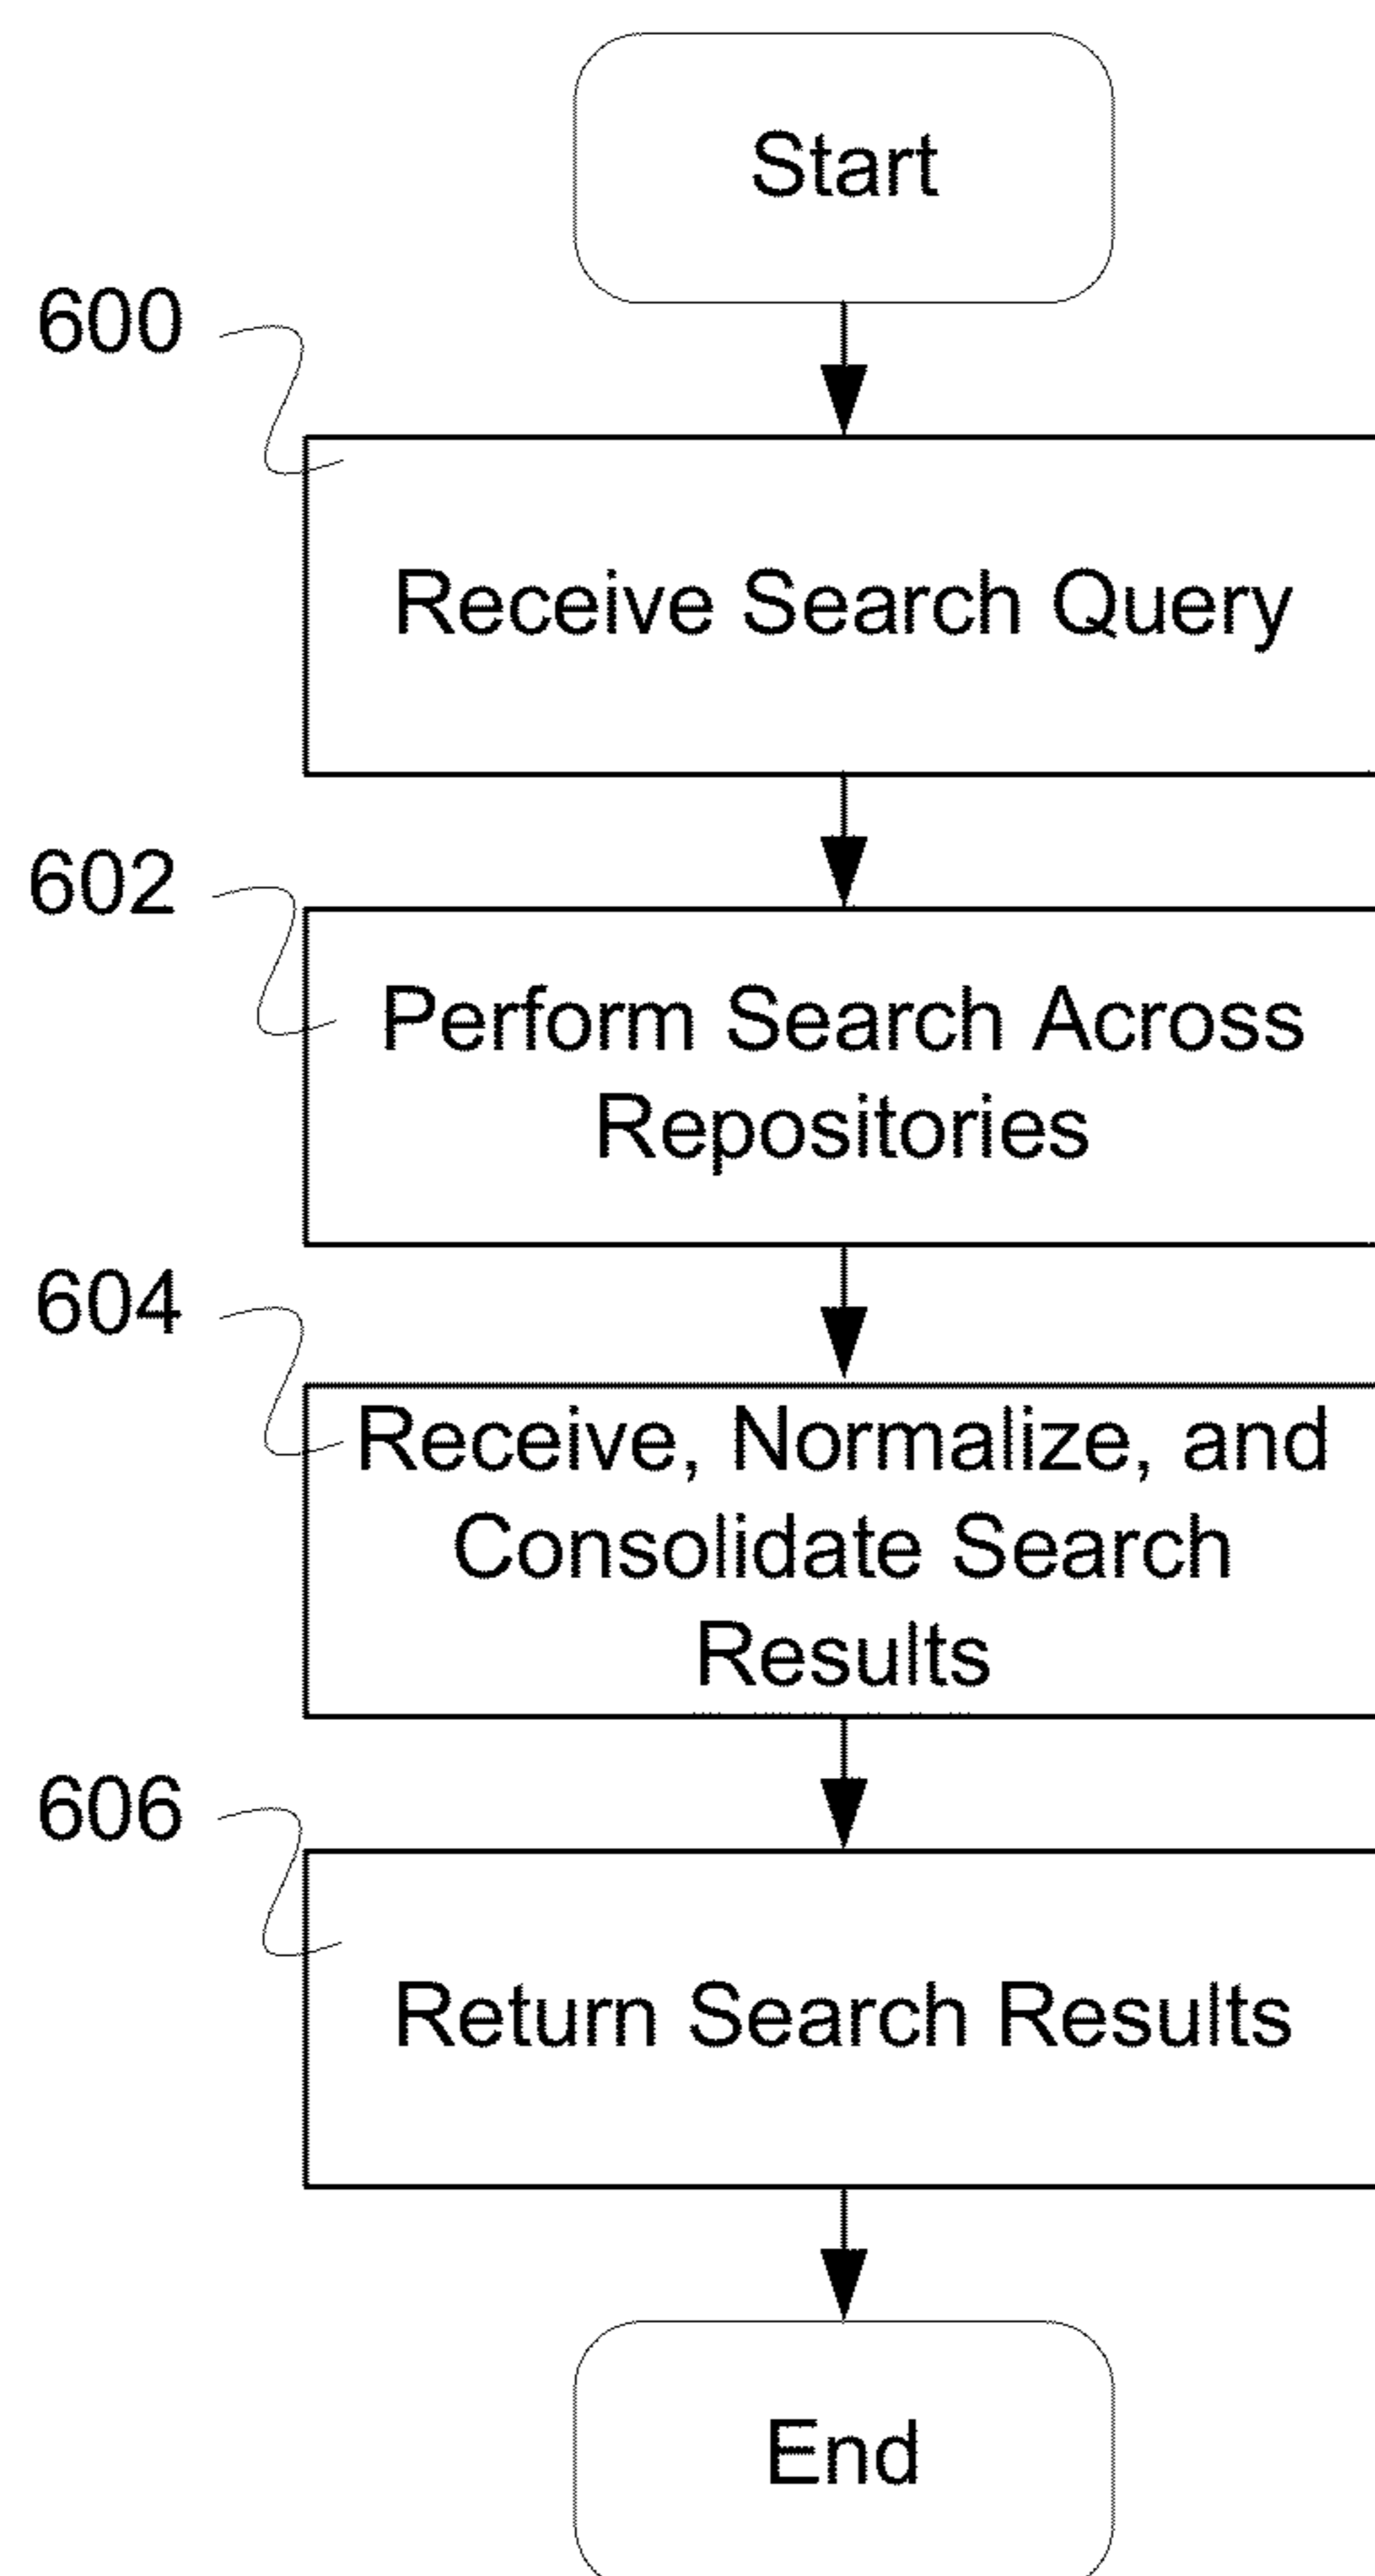 Start
600
Receive Search Query
602
Perform Search Across
Repositories
604
Receive, Normalize, and
Consolidate Search
Results
606
Return Search Results
End